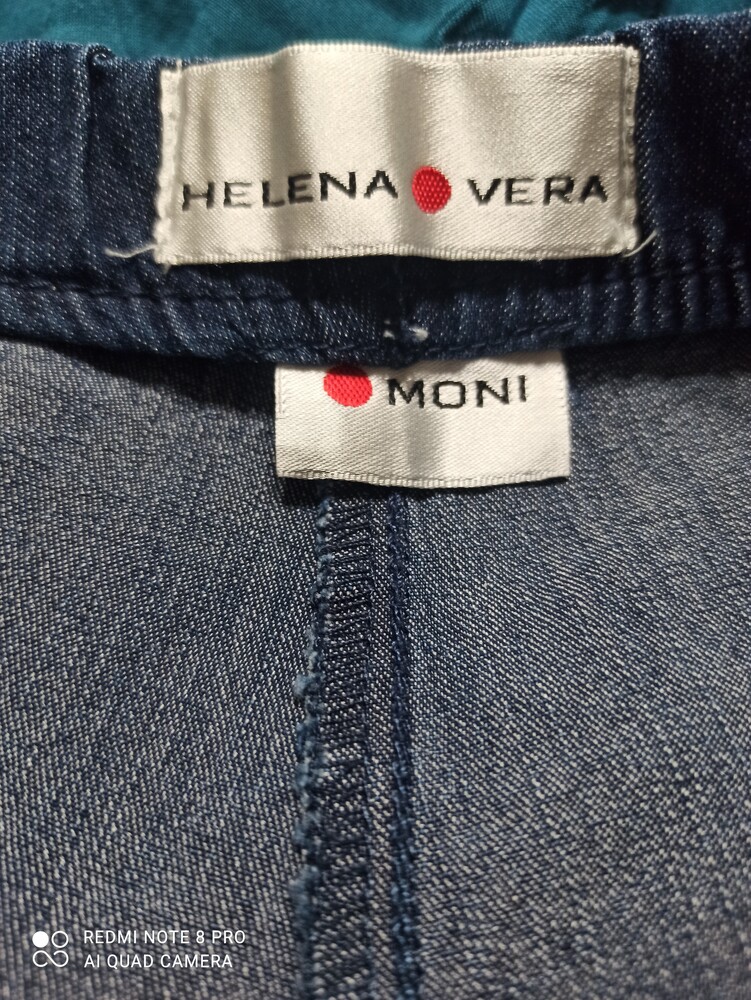 HELENA VERA
MONI
REDMI NOTE 8 PRO
AI QUAD CAMERA